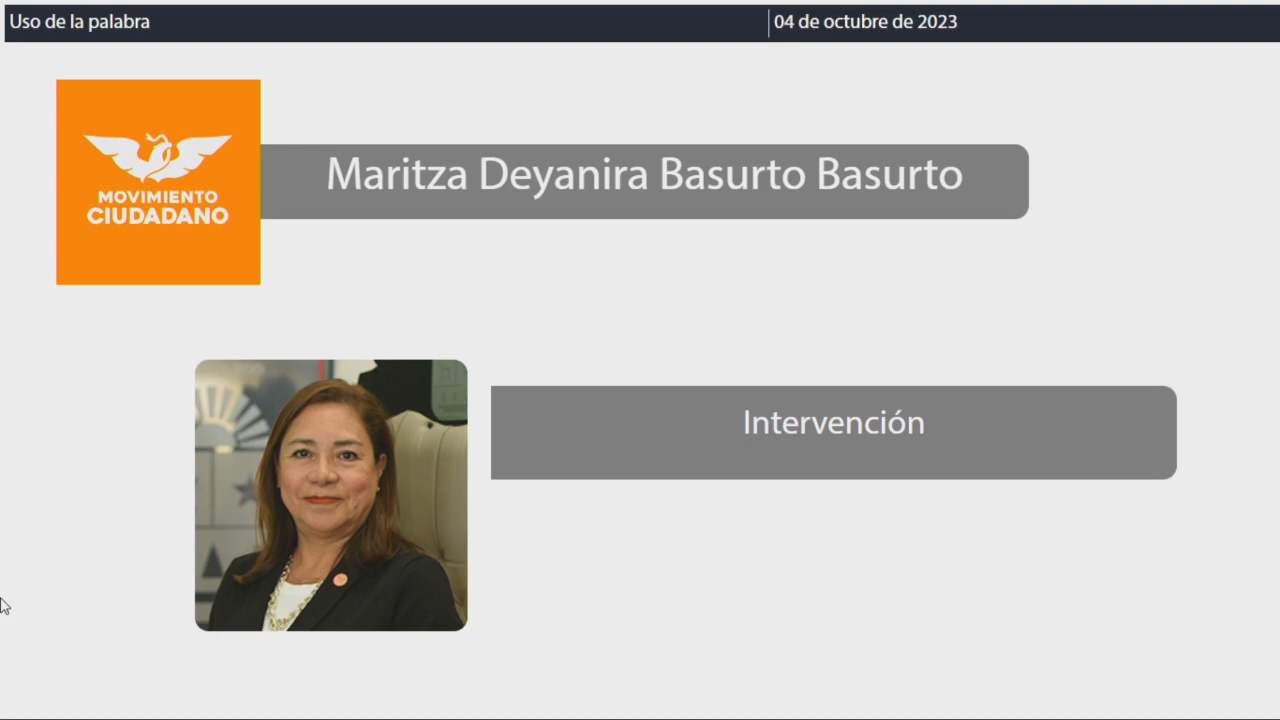 Uso de la palabra
04 de octubre de 2023
MOVIMIENTO
CIUDADANO
Maritza Deyanira Basurto Basurto
Intervención